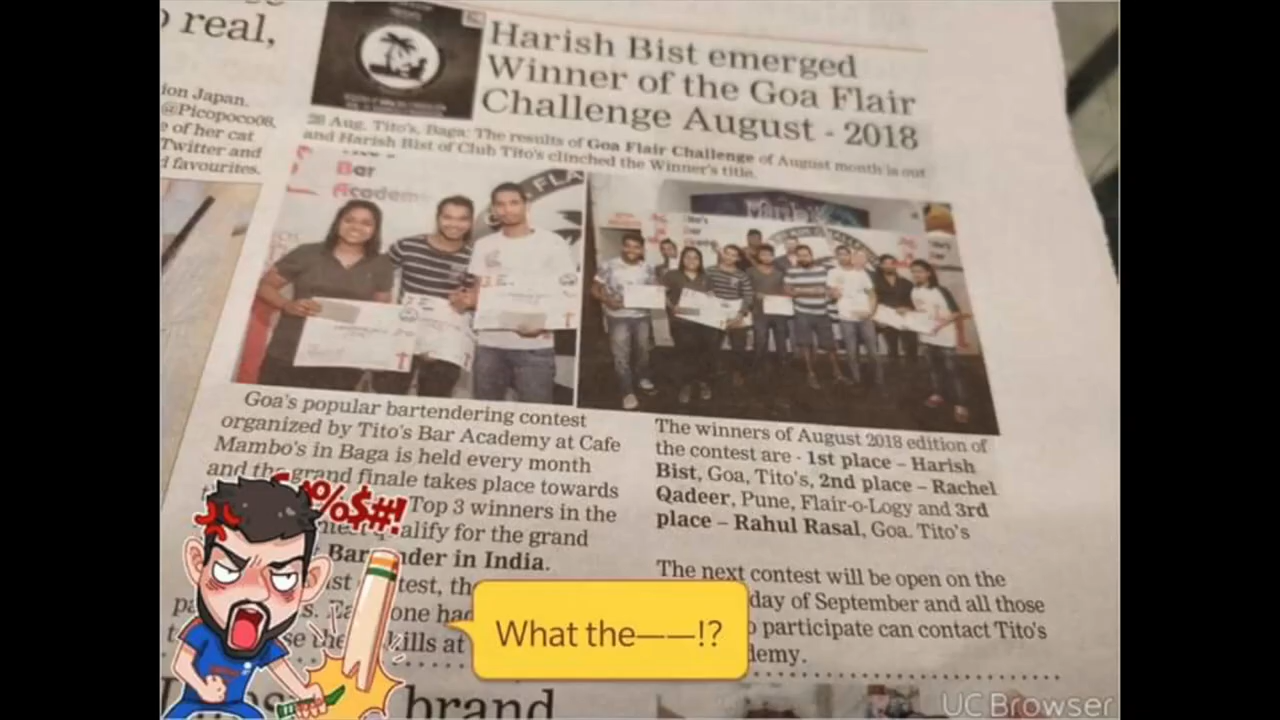 real,
ion Japan.
@Picopoco08,
e of her cat
Twitter and
d favourites.
Harish Bist emerged
Winner of the Goa Flair
Challenge August - 2018
28 Aug. Tito's, Baga: The results of Goa Flair Challenge of August month is out
and Harish Bist of Club Tito's clinched the Winner's title.
Bar
Academ
FLA
Goa's popular bartendering contest
organized by Tito's Bar Academy at Cafe
Mambo's in Baga is held every month
and the grand finale takes place towards
Top 3 winners in the
alify for the grand
Bar nder in India.
test, th
one had
kills at
The winners of August 2018 edition of
the contest are - 1st place – Harish
Bist, Goa, Tito's, 2nd place – Rachel
Qadeer, Pune, Flair-o-Logy and 3rd
place – Rahul Rasal, Goa. Tito's
The next contest will be open on the
day of September and all those
participate can contact Tito's
demy.
%$#!
What the——!?
brand
UC Browser